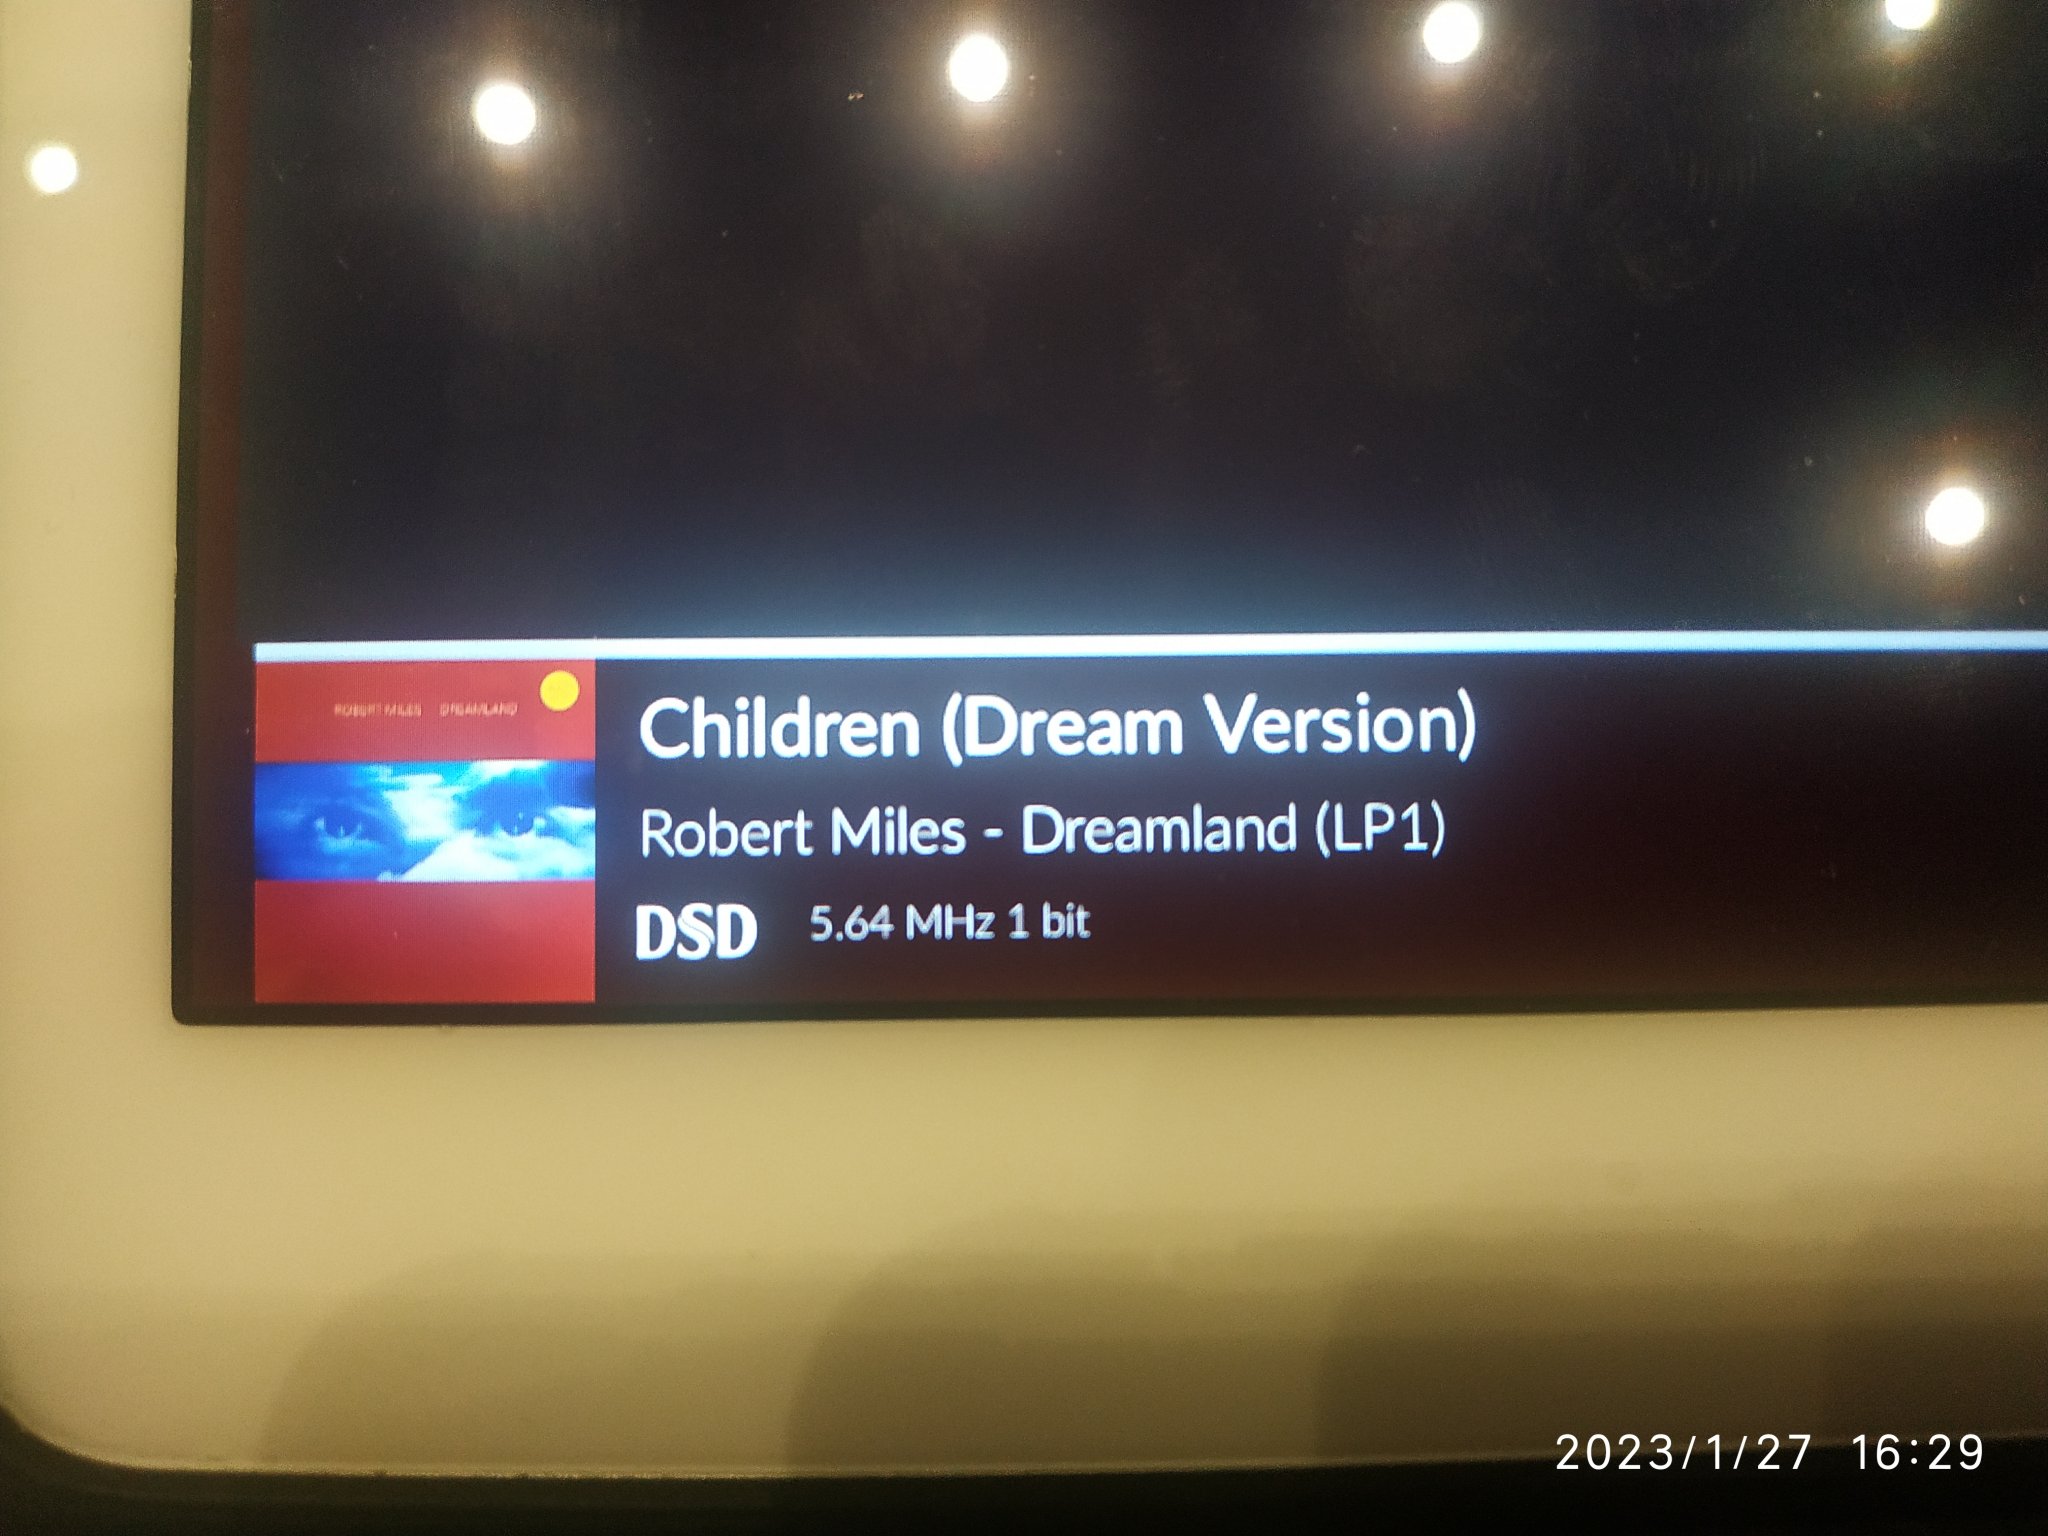 ROBERT MILES DREAMLAND
Children (Dream Version)
Robert Miles - Dreamland (LP1)
DSD 5.64 MHz 1 bit
2023/1/27 16:29